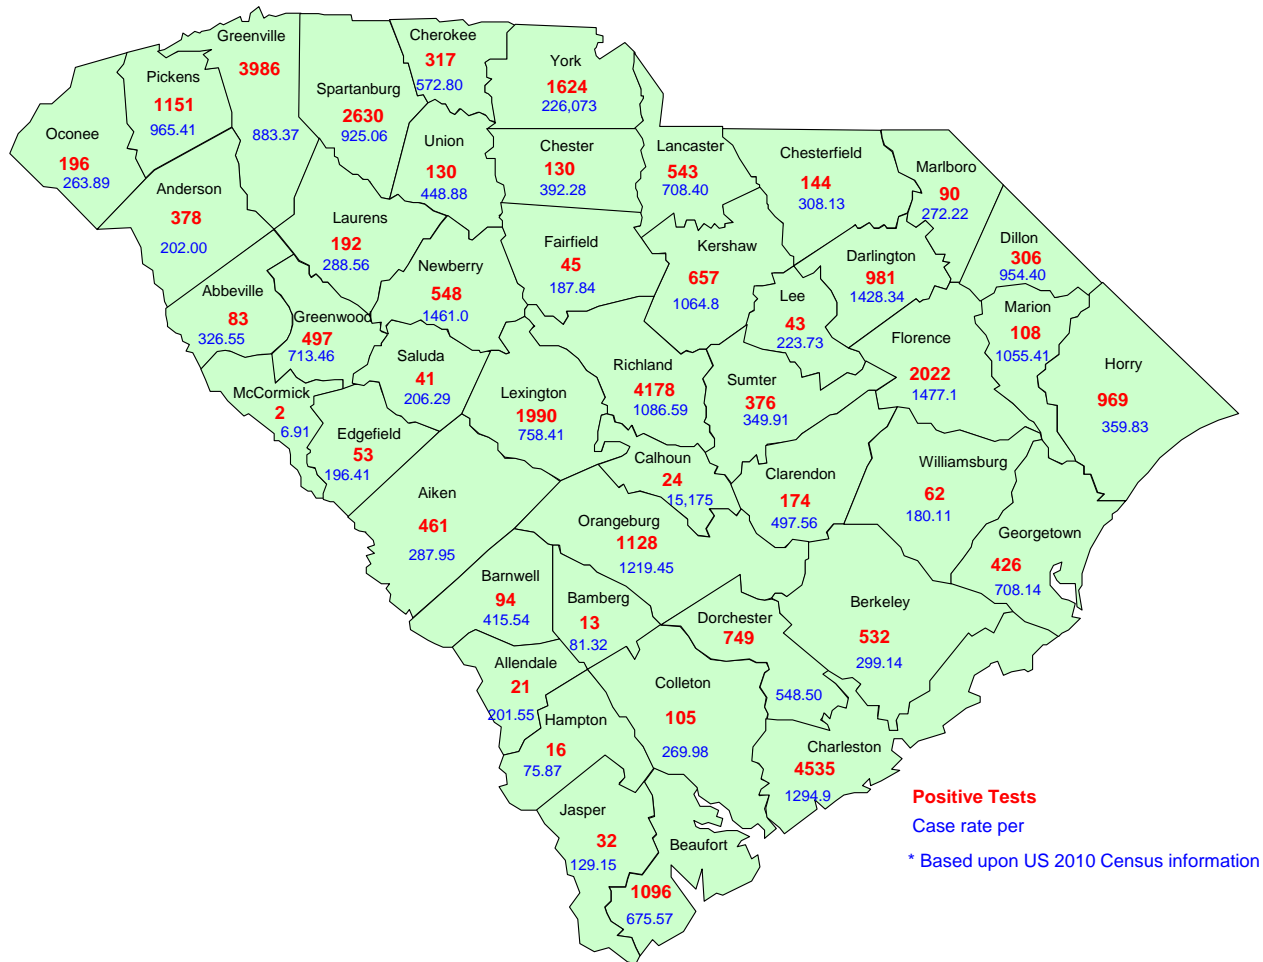 Greenville
3986
883.37
Cherokee
317
572.80
York
1624
226,073
Pickens
1151
965.41
Spartanburg
2630
925.06
Oconee
196
263.89
Union
130
448.88
Chester
130
392.28
Lancaster
543
708.40
Chesterfield
144
308.13
Marlboro
90
272.22
Anderson
378
202.00
Laurens
192
288.56
Newberry
548
1461.0
Fairfield
45
187.84
Kershaw
657
1064.8
Darlington
981
1428.34
Dillon
306
954.40
Abbeville
83
326.55
Greenwood
497
713.46
Lee
43
223.73
Marion
108
1055.41
Saluda
41
206.29
Richland
4178
1086.59
Florence
2022
1477.1
Horry
969
359.83
McCormick
2
6.91
Lexington
1990
758.41
Sumter
376
349.91
Edgefield
53
196.41
Calhoun
24
15,175
Clarendon
174
497.56
Williamsburg
62
180.11
Aiken
461
287.95
Orangeburg
1128
1219.45
Georgetown
426
708.14
Barnwell
94
415.54
Bamberg
13
81.32
Dorchester
749
548.50
Berkeley
532
299.14
Allendale
21
201.55
Colleton
105
269.98
Hampton
16
75.87
Charleston
4535
1294.9
Jasper
32
129.15
Beaufort
1096
675.57
Positive Tests
Case rate per
* Based upon US 2010 Census information